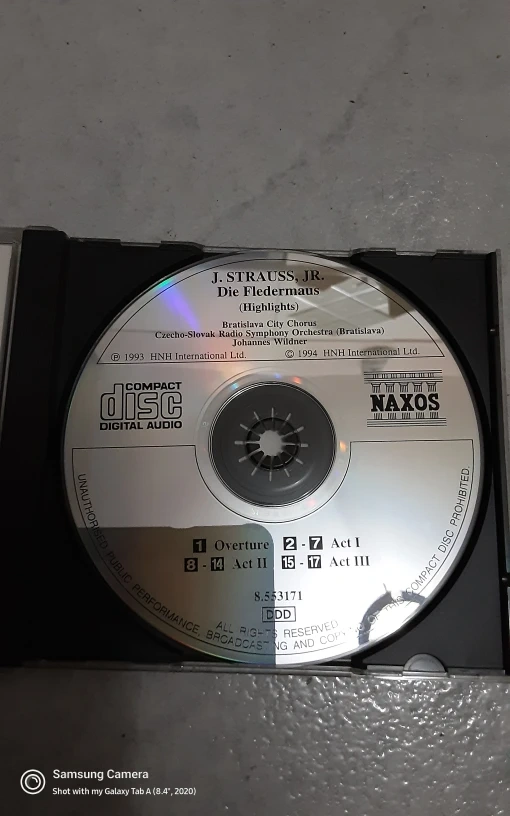 J. STRAUSS, JR.
Die Fledermaus
(Highlights)
Bratislava City Chorus
Czecho-Slovak Radio Symphony Orchestra (Bratislava)
Johannes Wildner
℗ 1993 HNH International Ltd. © 1994 HNH International Ltd.
COMPACT
disc
DIGITAL AUDIO
NAXOS
1 Overture 2 - 7 Act I
8 - 14 Act II 15 - 17 Act III
8.553171
DDD
ALL RIGHTS RESERVED
UNAUTHORISED PUBLIC PERFORMANCE, BROADCASTING AND COPYING OF THIS COMPACT DISC PROHIBITED.
Samsung Camera
Shot with my Galaxy Tab A (8.4", 2020)